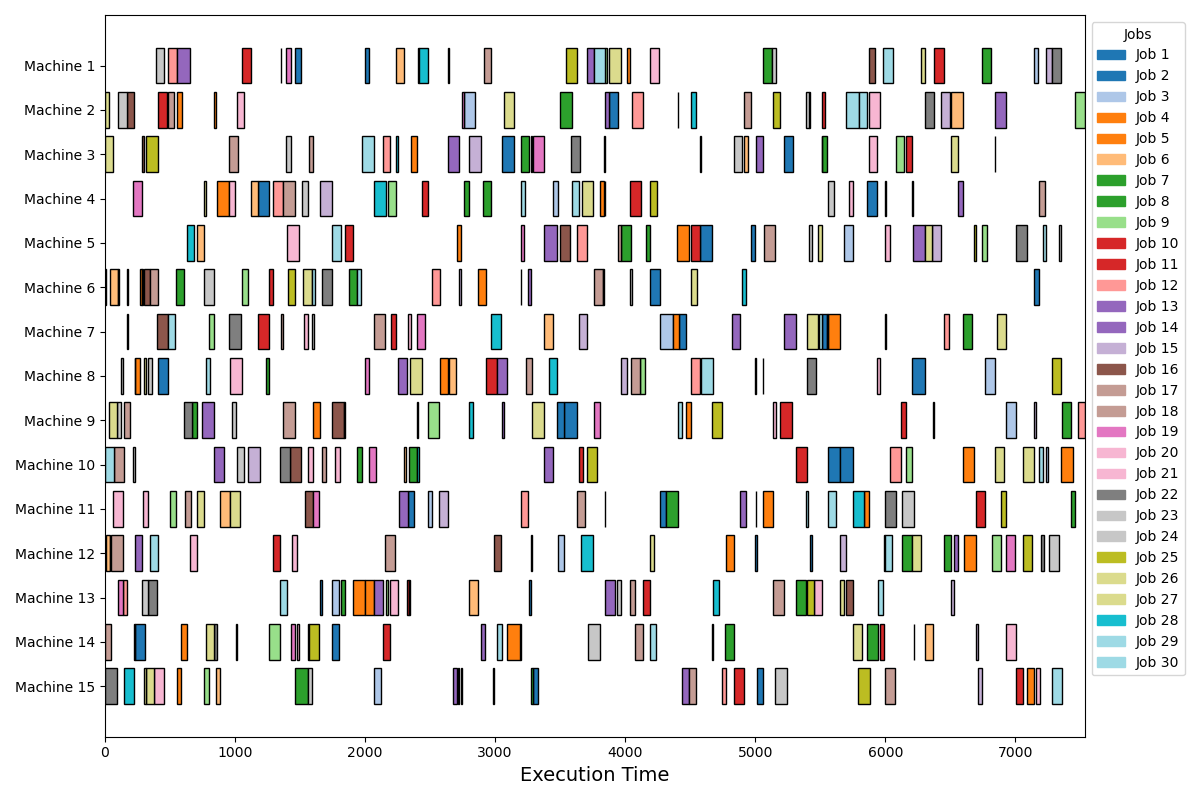 Machine 1
Machine 2
Machine 3
Machine 4
Machine 5
Machine 6
Machine 7
Machine 8
Machine 9
Machine 10
Machine 11
Machine 12
Machine 13
Machine 14
Machine 15
0 1000 2000 3000 4000 5000 6000 7000
Execution Time
Jobs
Job 1
Job 2
Job 3
Job 4
Job 5
Job 6
Job 7
Job 8
Job 9
Job 10
Job 11
Job 12
Job 13
Job 14
Job 15
Job 16
Job 17
Job 18
Job 19
Job 20
Job 21
Job 22
Job 23
Job 24
Job 25
Job 26
Job 27
Job 28
Job 29
Job 30